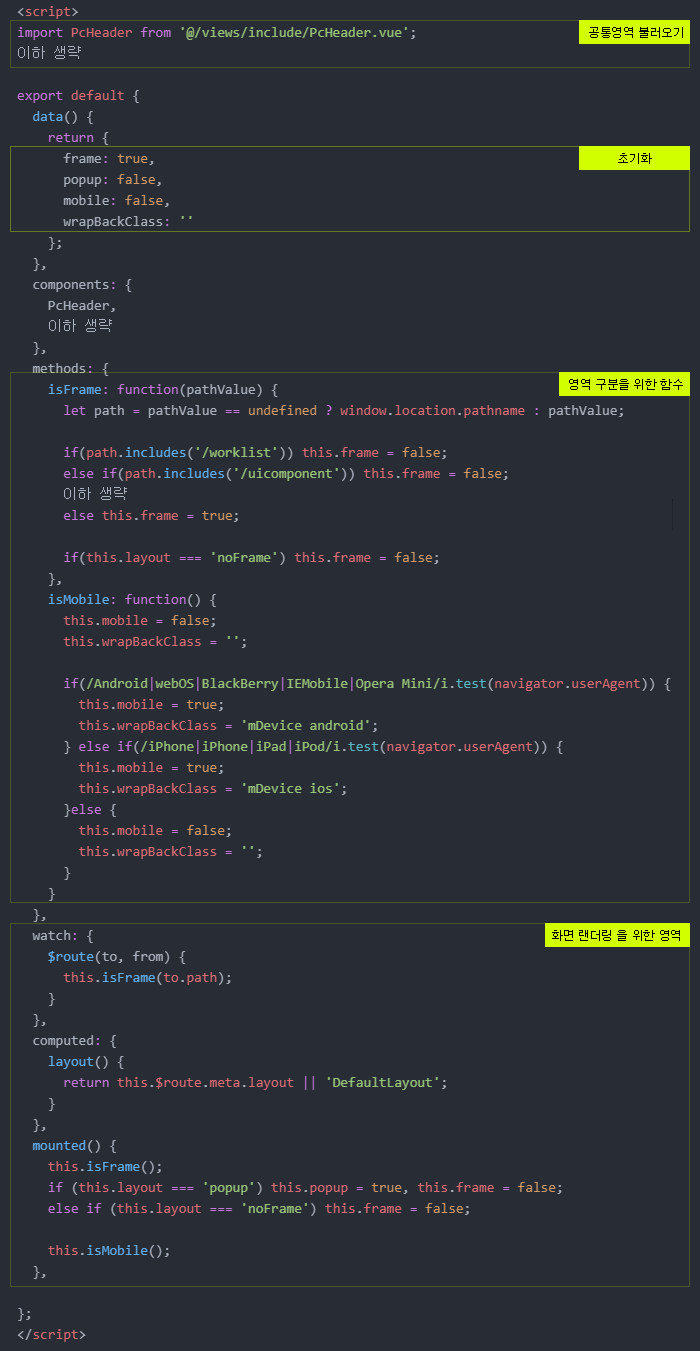 <script>
import PcHeader from '@/views/include/PcHeader.vue';
공통영역 불러오기
이하 생략
export default {
data() {
return {
frame: true,
초기화
popup: false,
mobile: false,
wrapBackClass: ''
};
},
components: {
PcHeader,
이하 생략
},
methods: {
영역 구분을 위한 함수
isFrame: function(pathValue) {
let path = pathValue == undefined ? window.location.pathname : pathValue;
if(path.includes('/worklist')) this.frame = false;
else if(path.includes('/uicomponent')) this.frame = false;
이하 생략
else this.frame = true;
if(this.layout === 'noFrame') this.frame = false;
},
isMobile: function() {
this.mobile = false;
this.wrapBackClass = '';
if(/Android|webOS|BlackBerry|IEMobile|Opera Mini/i.test(navigator.userAgent)) {
this.mobile = true;
this.wrapBackClass = 'mDevice android';
} else if(/iPhone|iPhone|iPad|iPod/i.test(navigator.userAgent)) {
this.mobile = true;
this.wrapBackClass = 'mDevice ios';
}else {
this.mobile = false;
this.wrapBackClass = '';
}
}
},
watch: {
화면 랜더링 을 위한 영역
$route(to, from) {
this.isFrame(to.path);
}
},
computed: {
layout() {
return this.$route.meta.layout || 'DefaultLayout';
}
},
mounted() {
this.isFrame();
if (this.layout === 'popup') this.popup = true, this.frame = false;
else if (this.layout === 'noFrame') this.frame = false;
this.isMobile();
},
};
</script>